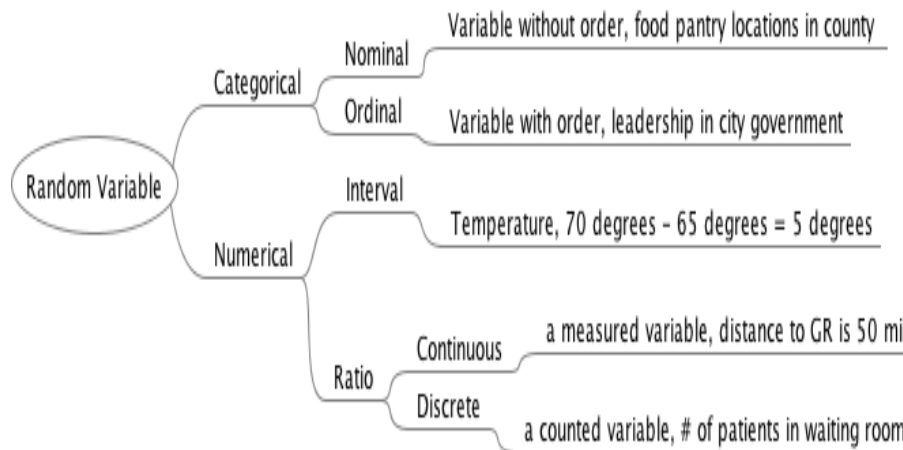 Variable without order, food pantry locations in county
Nominal
Categorical
Ordinal
Variable with order, leadership in city government
Random Variable
Interval
Temperature, 70 degrees – 65 degrees = 5 degrees
Numerical
a measured variable, distance to GR is 50 mi
Continuous
Ratio
Discrete
a counted variable, # of patients in waiting room